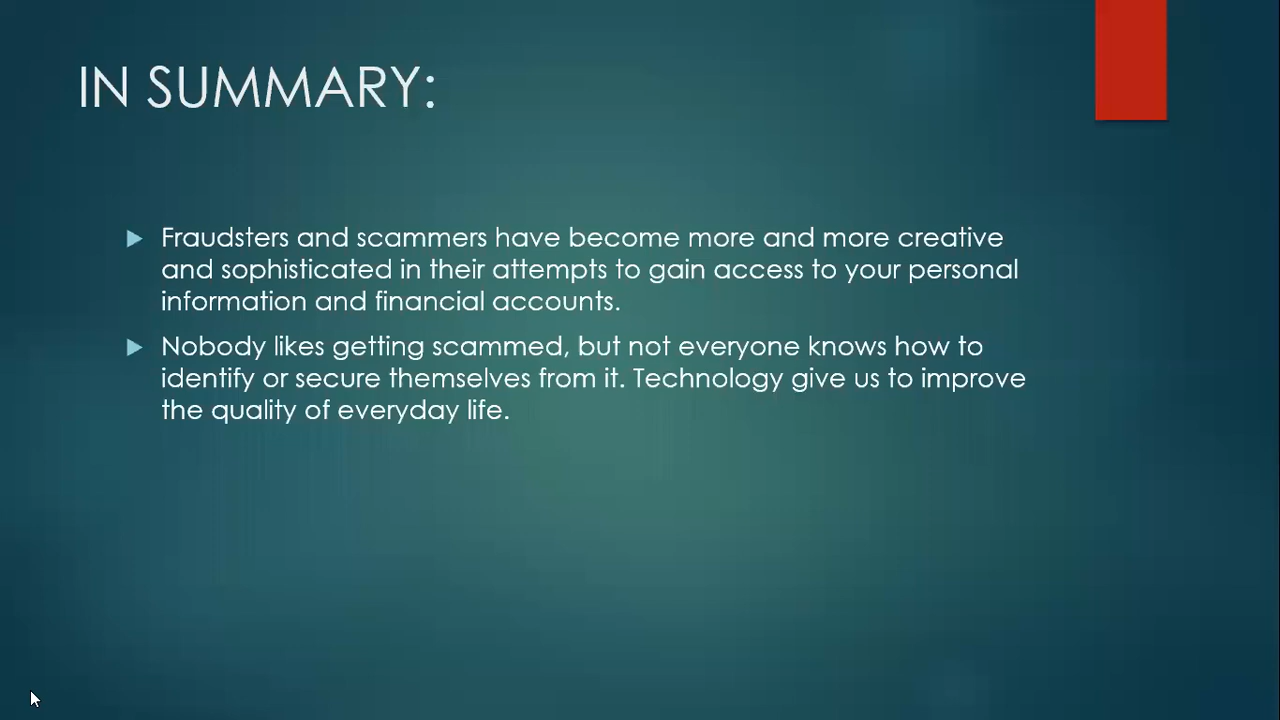 IN SUMMARY:
Fraudsters and scammers have become more and more creative
and sophisticated in their attempts to gain access to your personal
information and financial accounts.
Nobody likes getting scammed, but not everyone knows how to
identify or secure themselves from it. Technology give us to improve
the quality of everyday life.